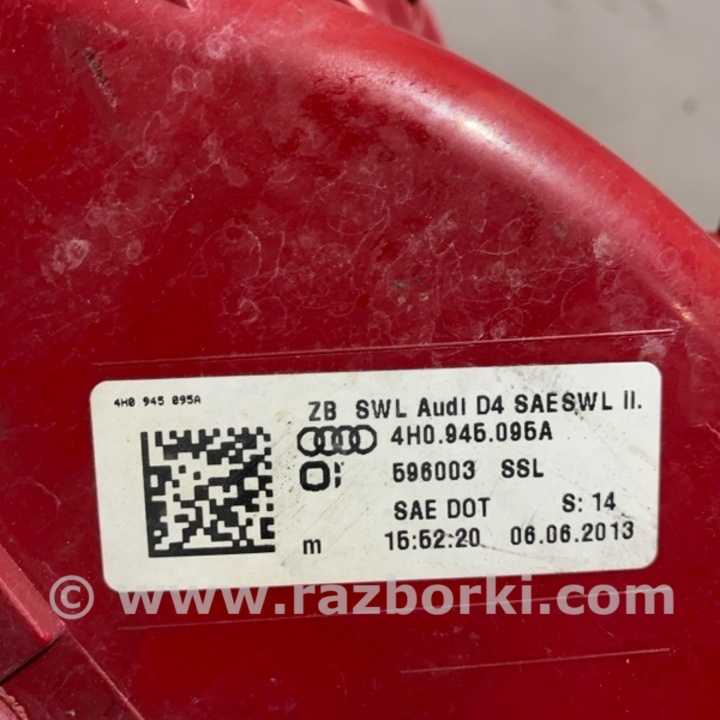 4H0 945 095A
ZB SWL Audi D4 SAESWL II.
4H0.945.095A
596003 SSL
SAE DOT S: 14
m 15:52:20 06.06.2013
© www.razborki.com